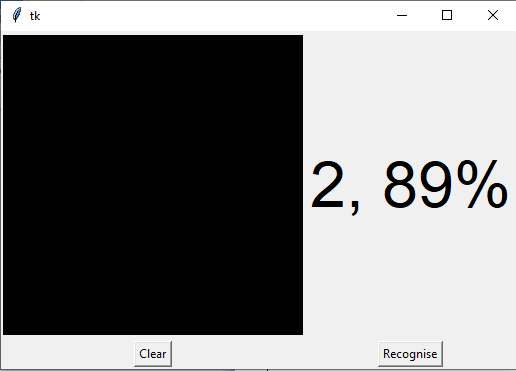 tk
2, 89%
Clear
Recognise